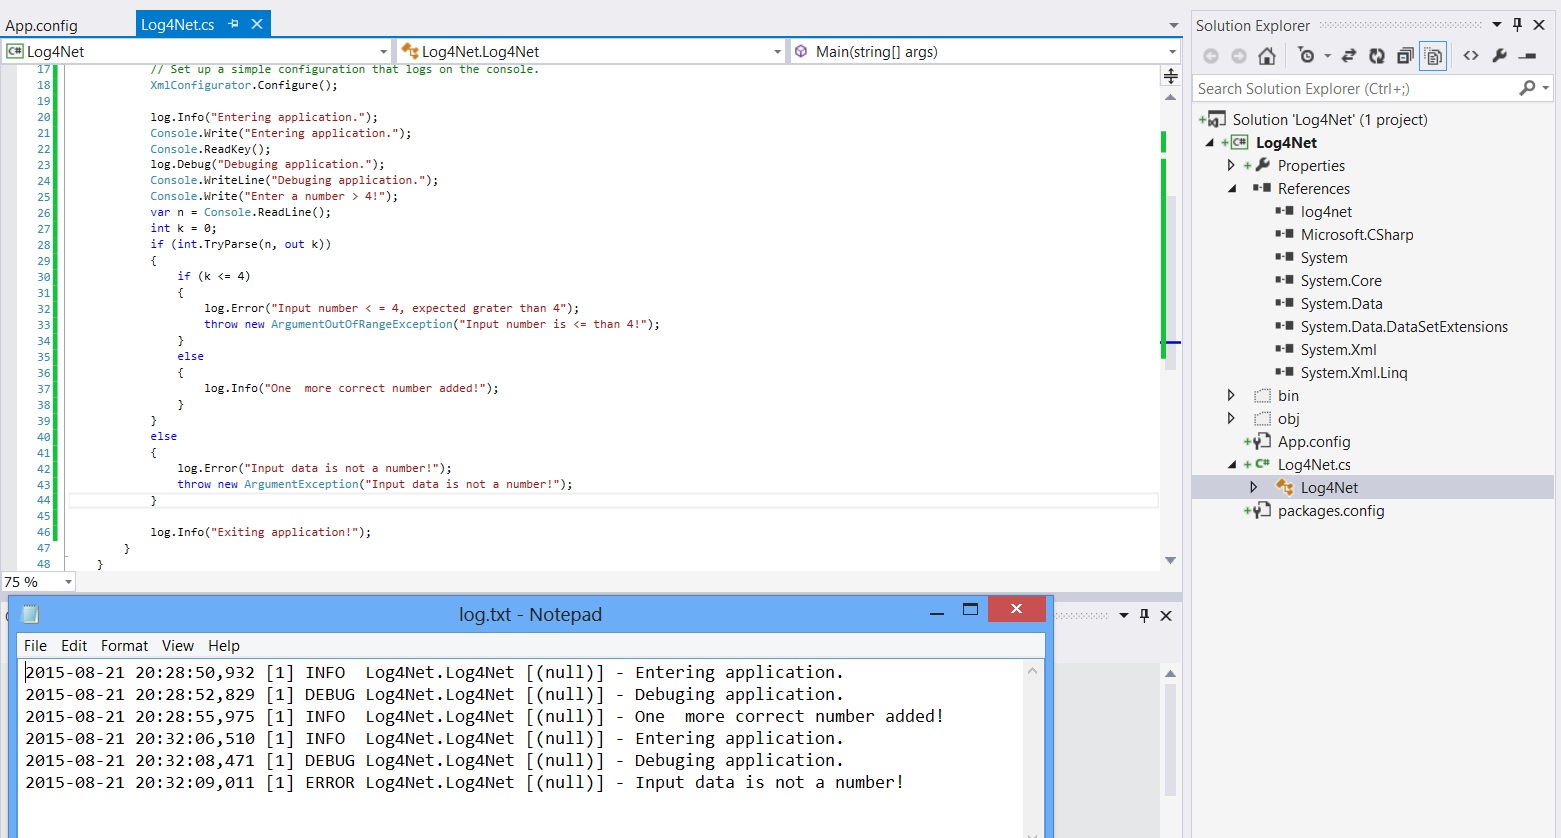 App.config
Log4Net.cs
Log4Net
Log4Net.Log4Net
Main(string[] args)
17 // Set up a simple configuration that logs on the console.
18 XmlConfigurator.Configure();
19
20 log.Info("Entering application.");
21 Console.Write("Entering application.");
22 Console.ReadKey();
23 log.Debug("Debuging application.");
24 Console.WriteLine("Debuging application.");
25 Console.Write("Enter a number > 4!");
26 var n = Console.ReadLine();
27 int k = 0;
28 if (int.TryParse(n, out k))
29 {
30 if (k <= 4)
31 {
32 log.Error("Input number < = 4, expected grater than 4");
33 throw new ArgumentOutOfRangeException("Input number is <= than 4!");
34 }
35 else
36 {
37 log.Info("One  more correct number added!");
38 }
39 }
40 else
41 {
42 log.Error("Input data is not a number!");
43 throw new ArgumentException("Input data is not a number!");
44 }
45
46 log.Info("Exiting application!");
47 }
48 }
75 %
log.txt - Notepad
File Edit Format View Help
2015-08-21 20:28:50,932 [1] INFO  Log4Net.Log4Net [(null)] - Entering application.
2015-08-21 20:28:52,829 [1] DEBUG Log4Net.Log4Net [(null)] - Debuging application.
2015-08-21 20:28:55,975 [1] INFO  Log4Net.Log4Net [(null)] - One  more correct number added!
2015-08-21 20:32:06,510 [1] INFO  Log4Net.Log4Net [(null)] - Entering application.
2015-08-21 20:32:08,471 [1] DEBUG Log4Net.Log4Net [(null)] - Debuging application.
2015-08-21 20:32:09,011 [1] ERROR Log4Net.Log4Net [(null)] - Input data is not a number!
Solution Explorer
Search Solution Explorer (Ctrl+;)
Solution 'Log4Net' (1 project)
C# Log4Net
Properties
References
log4net
Microsoft.CSharp
System
System.Core
System.Data
System.Data.DataSetExtensions
System.Xml
System.Xml.Linq
bin
obj
App.config
C# Log4Net.cs
Log4Net
packages.config